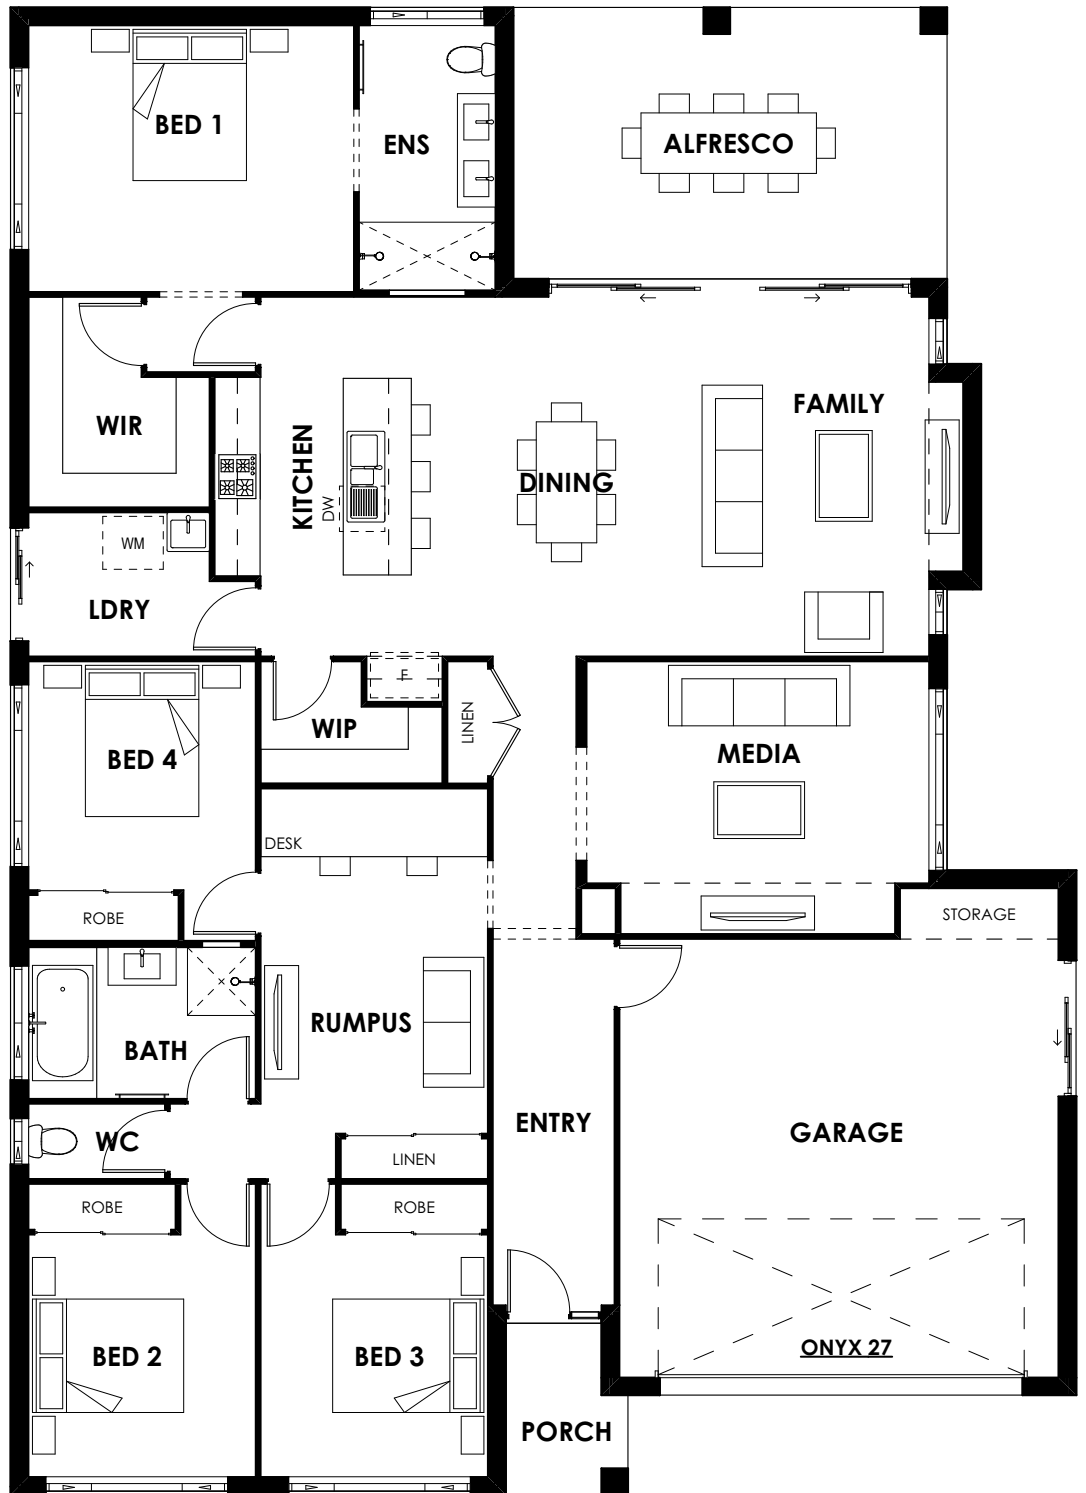 BED 1
ENS
ALFRESCO
WIR
KITCHEN
DW
DINING
FAMILY
WM
LDRY
F
WIP
LINEN
BED 4
MEDIA
DESK
ROBE
STORAGE
RUMPUS
BATH
ENTRY
GARAGE
WC
LINEN
ROBE
ROBE
BED 2
BED 3
ONYX 27
PORCH